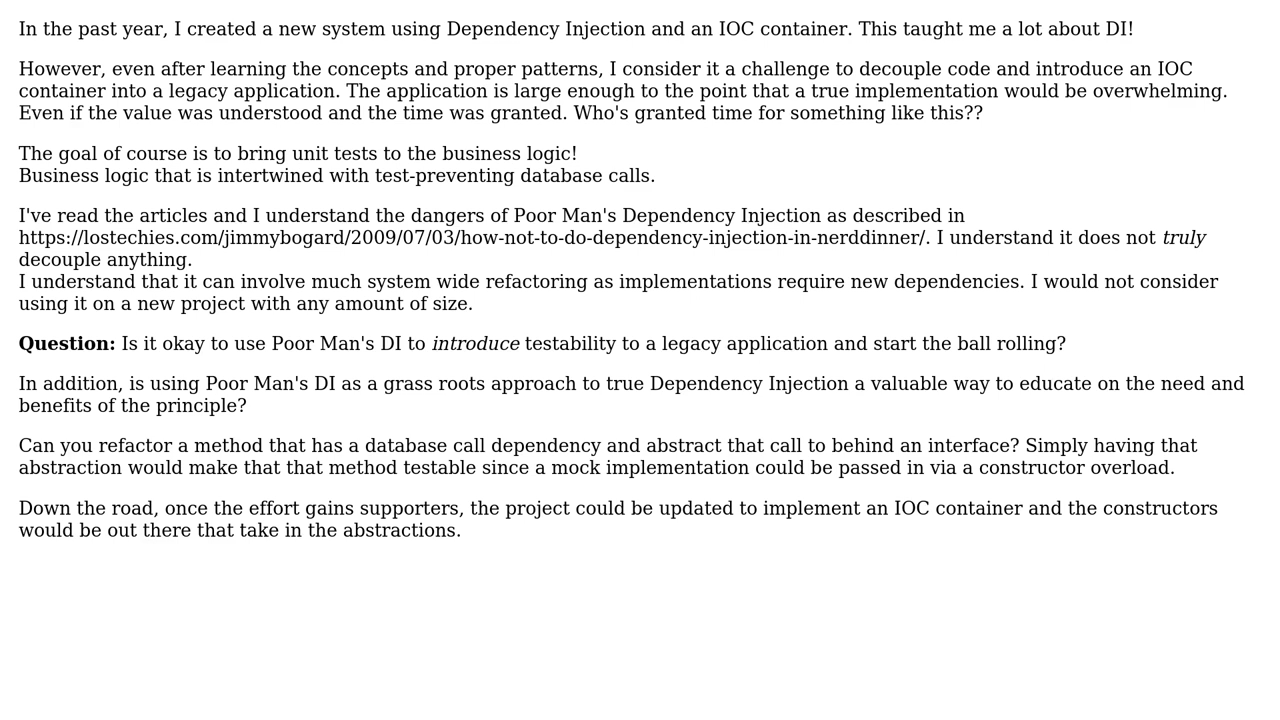 In the past year, I created a new system using Dependency Injection and an IOC container. This taught me a lot about DI!
However, even after learning the concepts and proper patterns, I consider it a challenge to decouple code and introduce an IOC
container into a legacy application. The application is large enough to the point that a true implementation would be overwhelming.
Even if the value was understood and the time was granted. Who's granted time for something like this??
The goal of course is to bring unit tests to the business logic!
Business logic that is intertwined with test-preventing database calls.
I've read the articles and I understand the dangers of Poor Man's Dependency Injection as described in
https://lostechies.com/jimmybogard/2009/07/03/how-not-to-do-dependency-injection-in-nerddinner/. I understand it does not truly
decouple anything.
I understand that it can involve much system wide refactoring as implementations require new dependencies. I would not consider
using it on a new project with any amount of size.
Question: Is it okay to use Poor Man's DI to introduce testability to a legacy application and start the ball rolling?
In addition, is using Poor Man's DI as a grass roots approach to true Dependency Injection a valuable way to educate on the need and
benefits of the principle?
Can you refactor a method that has a database call dependency and abstract that call to behind an interface? Simply having that
abstraction would make that that method testable since a mock implementation could be passed in via a constructor overload.
Down the road, once the effort gains supporters, the project could be updated to implement an IOC container and the constructors
would be out there that take in the abstractions.